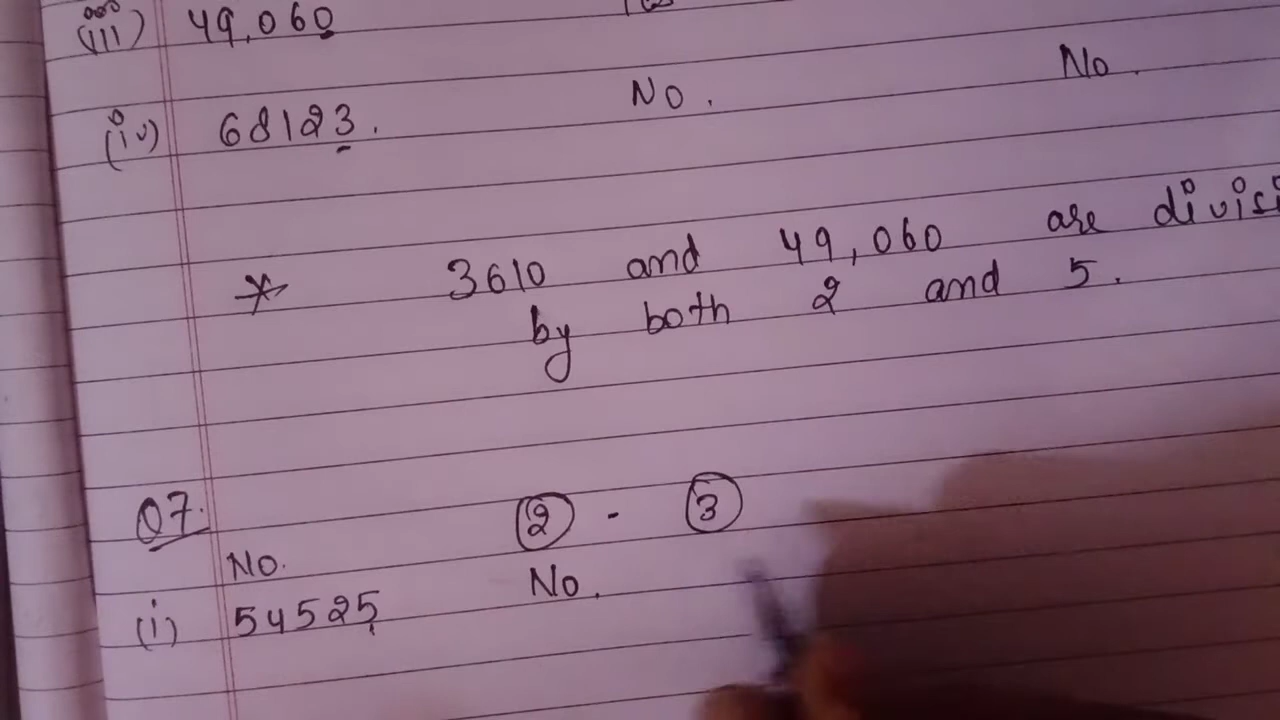 (iii) 49,060
(iv) 68123. No. No.
* 3610 and 49,060 are divisi
by both 2 and 5.
Q7. 2 - 3
No.
(i) 54525 No.